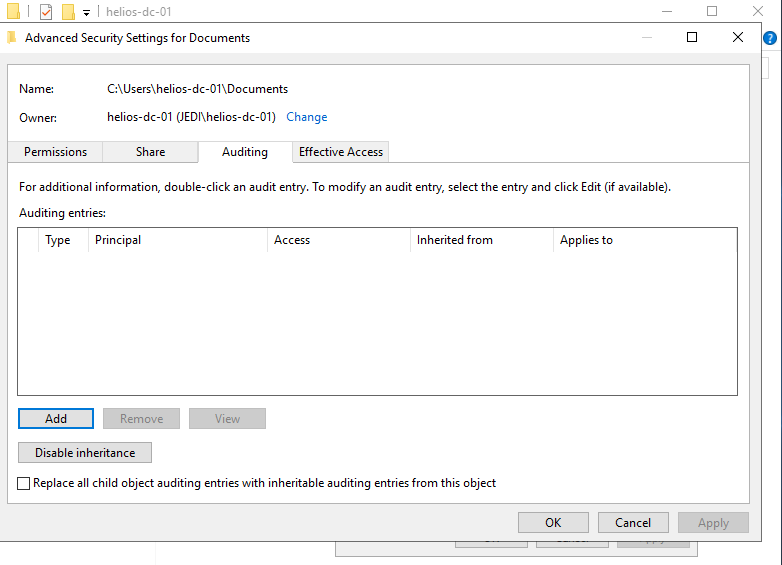 helios-dc-01
Advanced Security Settings for Documents
Name: C:\Users\helios-dc-01\Documents
Owner: helios-dc-01 (JEDI\helios-dc-01) Change
Permissions Share Auditing Effective Access
For additional information, double-click an audit entry. To modify an audit entry, select the entry and click Edit (if available).
Auditing entries:
Type Principal Access Inherited from Applies to
Add Remove View
Disable inheritance
Replace all child object auditing entries with inheritable auditing entries from this object
OK Cancel Apply